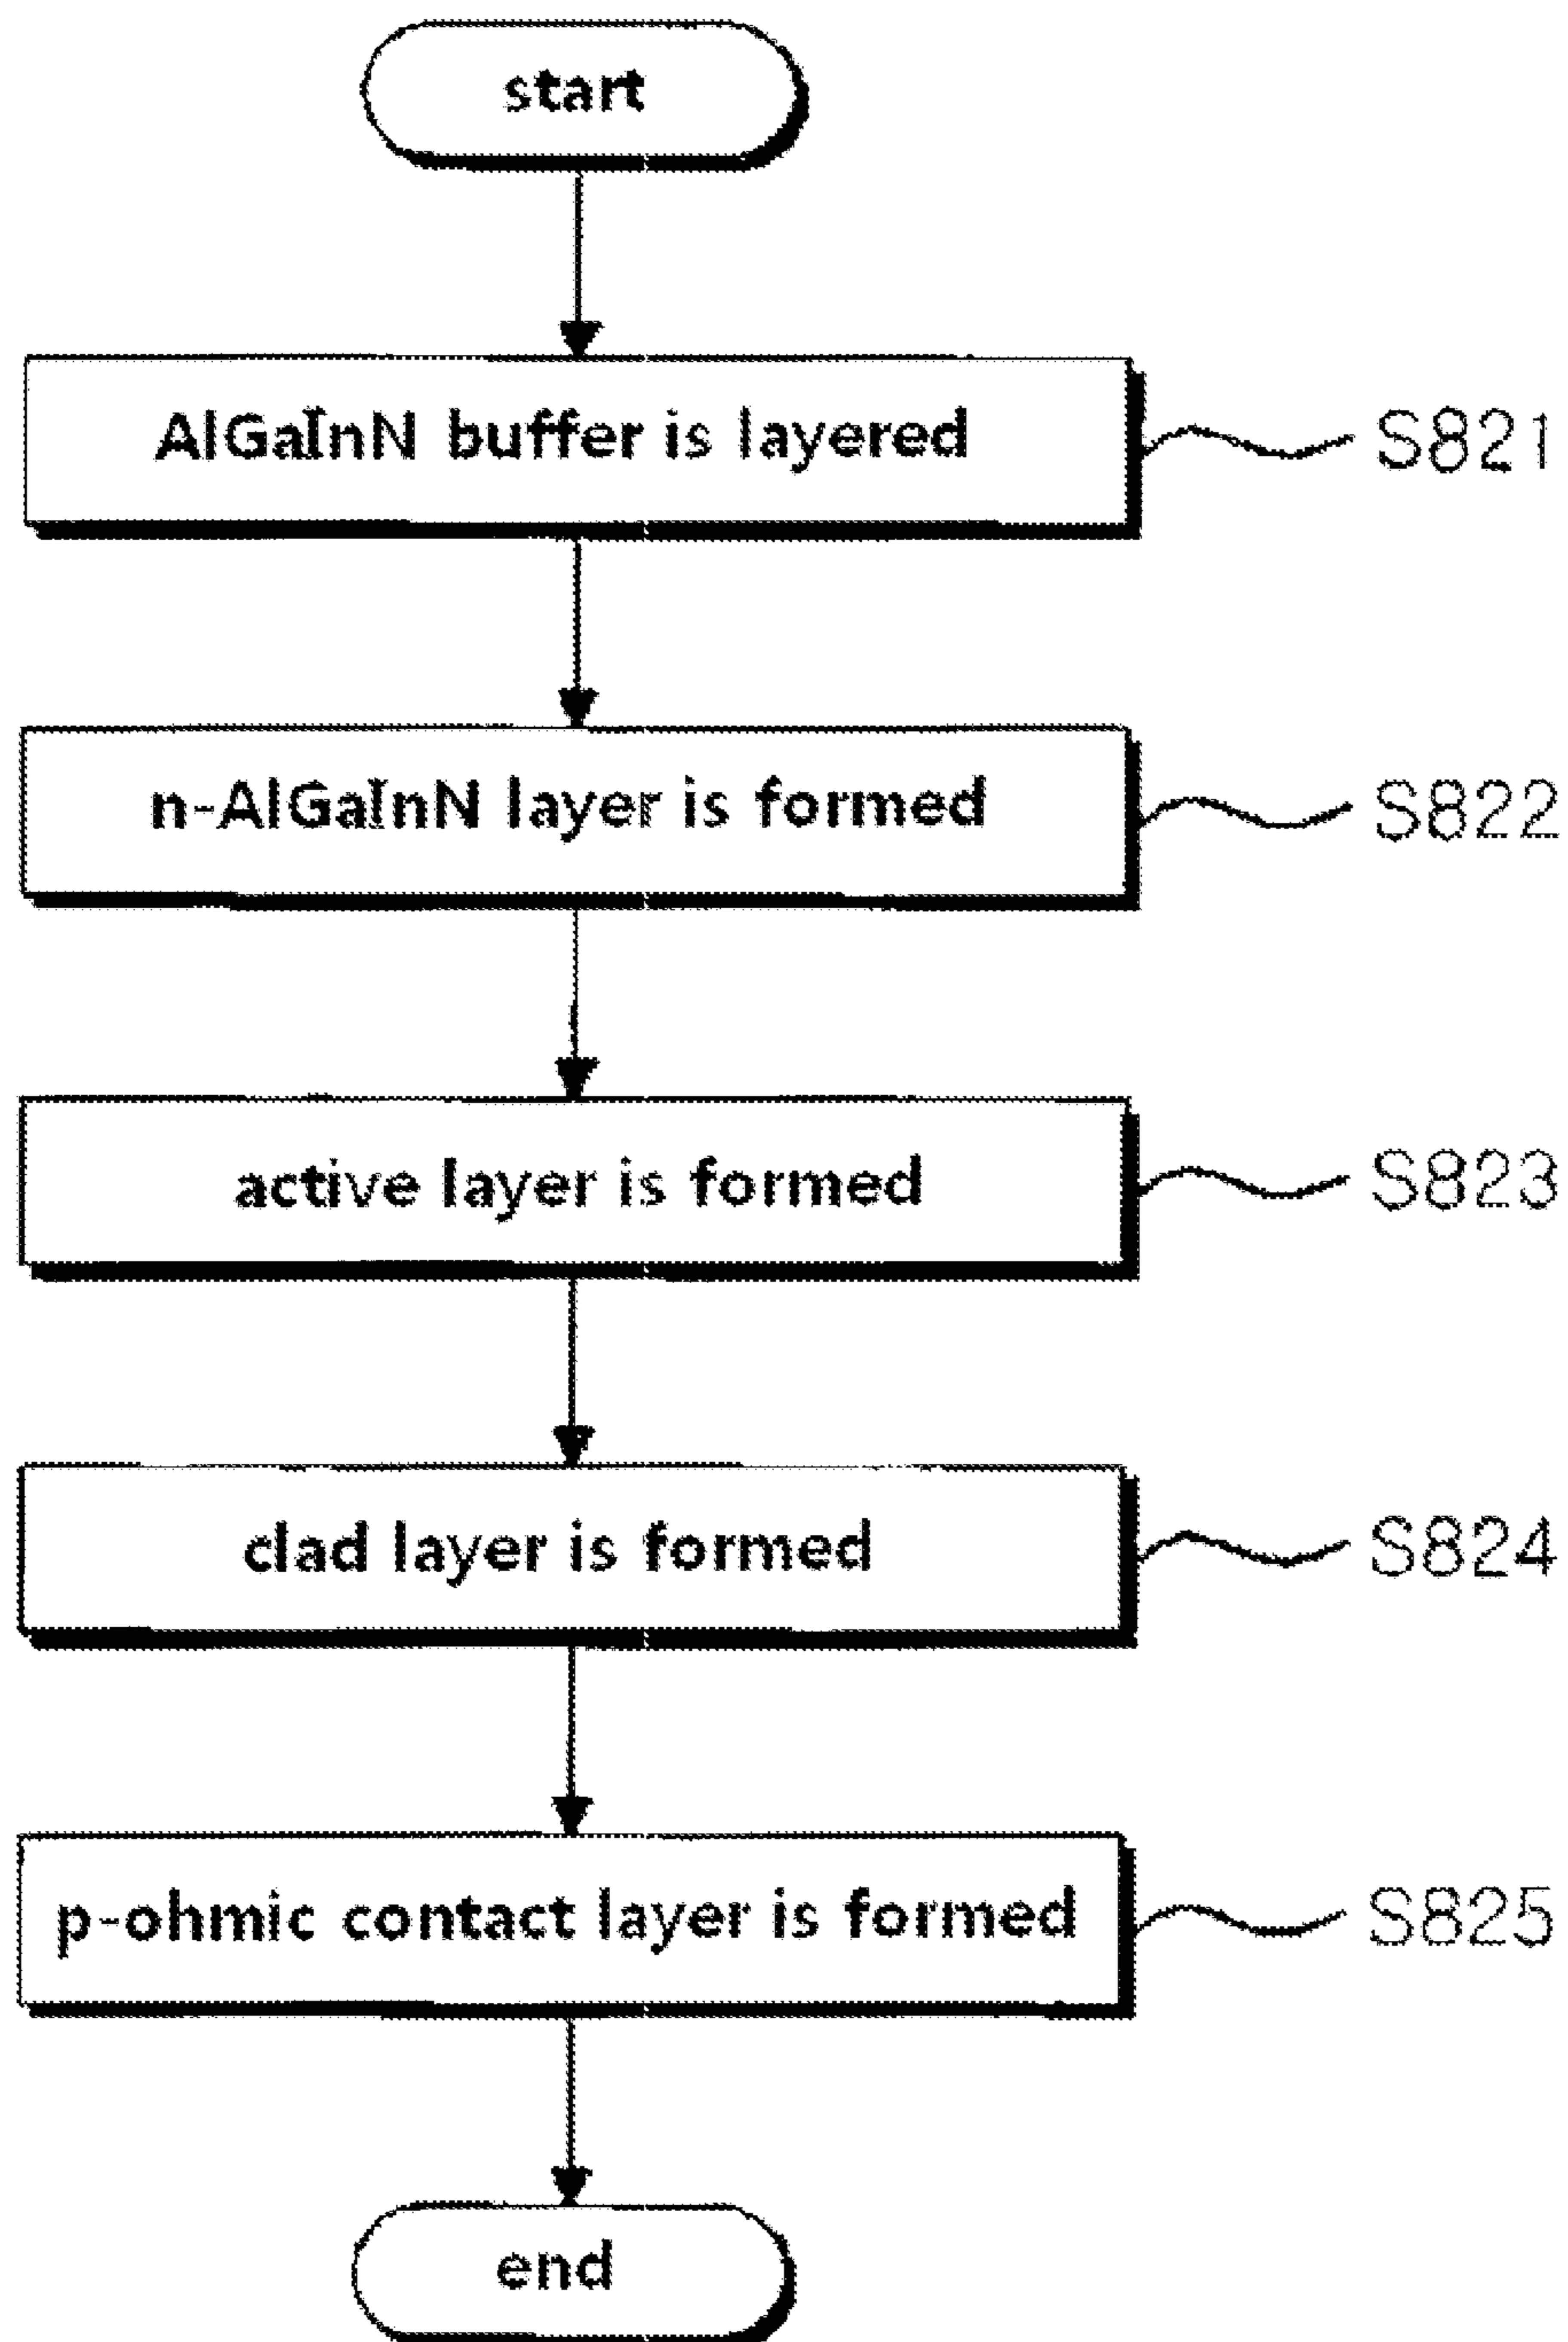 start
AlGaInN buffer is layered
S821
n-AlGaInN layer is formed
S822
active layer is formed
S823
clad layer is formed
S824
p-ohmic contact layer is formed
S825
end